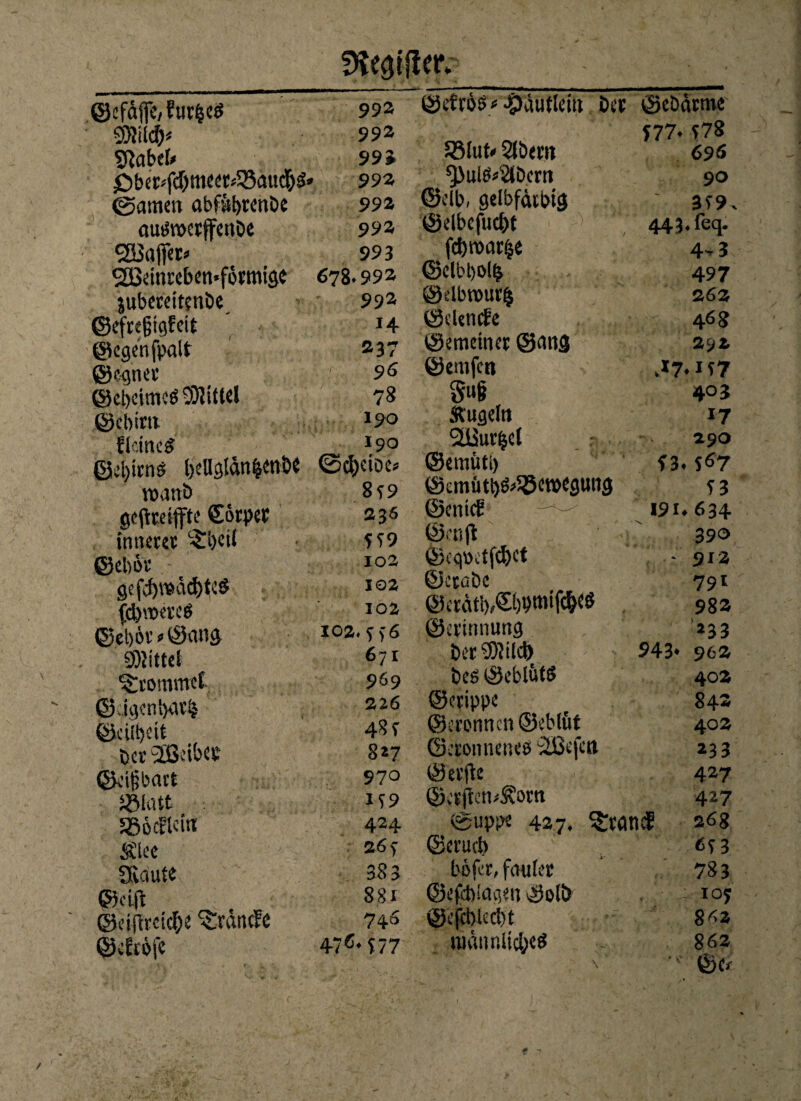 Register.
Gefässe, kurtzes 992
Milch= 992
Nabel= 992
Ober=schmeer=Bauchs= 992
Samen abführende 992
auswerffende 992
Wasser= 993
Weinreben=förmige 678. 992
zubereitende 992
Gefreßigkeit 14
Gegenspalt 237
Gegner 96
Geheimes Mittel 78
Gehirn 190
kleines 190
Gehirns hellgläntzende Scheide=
wand 859
gestreiffte Cörper 236
innerer Theil 559
Gehör 102
geschwächtes 102
schweres 102
Gehör=Gang 102. 556
Mittel 671
Trommel 969
Geigenhartz 226
Geilheit 485
der Weiber 827
Geißbart 970
Blatt 159
Böcklein 424
Klee 265
Raute 383
Geist 881
Geistreiche Träncke 746
Gekröse 476. 577
Gekrös=Häutlein der Gedärme
577. 578
Blut=Adern 696
Puls=Adern 90
Gelb, gelbfärbig 359
Gelbesucht 443. seq.
schwartze 443
Gelbholtz 497
Gelbwurtz 262
Gelencke 468
Gemeiner Gang 292
Gemsen 17. 157
Fuß 403
Kugeln 17
Wurtzel 290
Gemüth 53. 567
Gemüths=Bewegung 53
Genick 191. 634
Genst 390
Geqvetschet 912
Gerade 791
Geräth, Chymisches 982
Gerinnung 233
der Milch 943. 962
des Geblüts 402
Gerippe 842
Geronnen Geblüt 402
Geronnenes Wesen 233
Gerste 427
Gersten=Korn 427
Suppe 427. Tranck 268
Geruch 653
böser, fauler 783
Geschlagen Gold 105
Geschlecht 862
männliches 862
Ge=